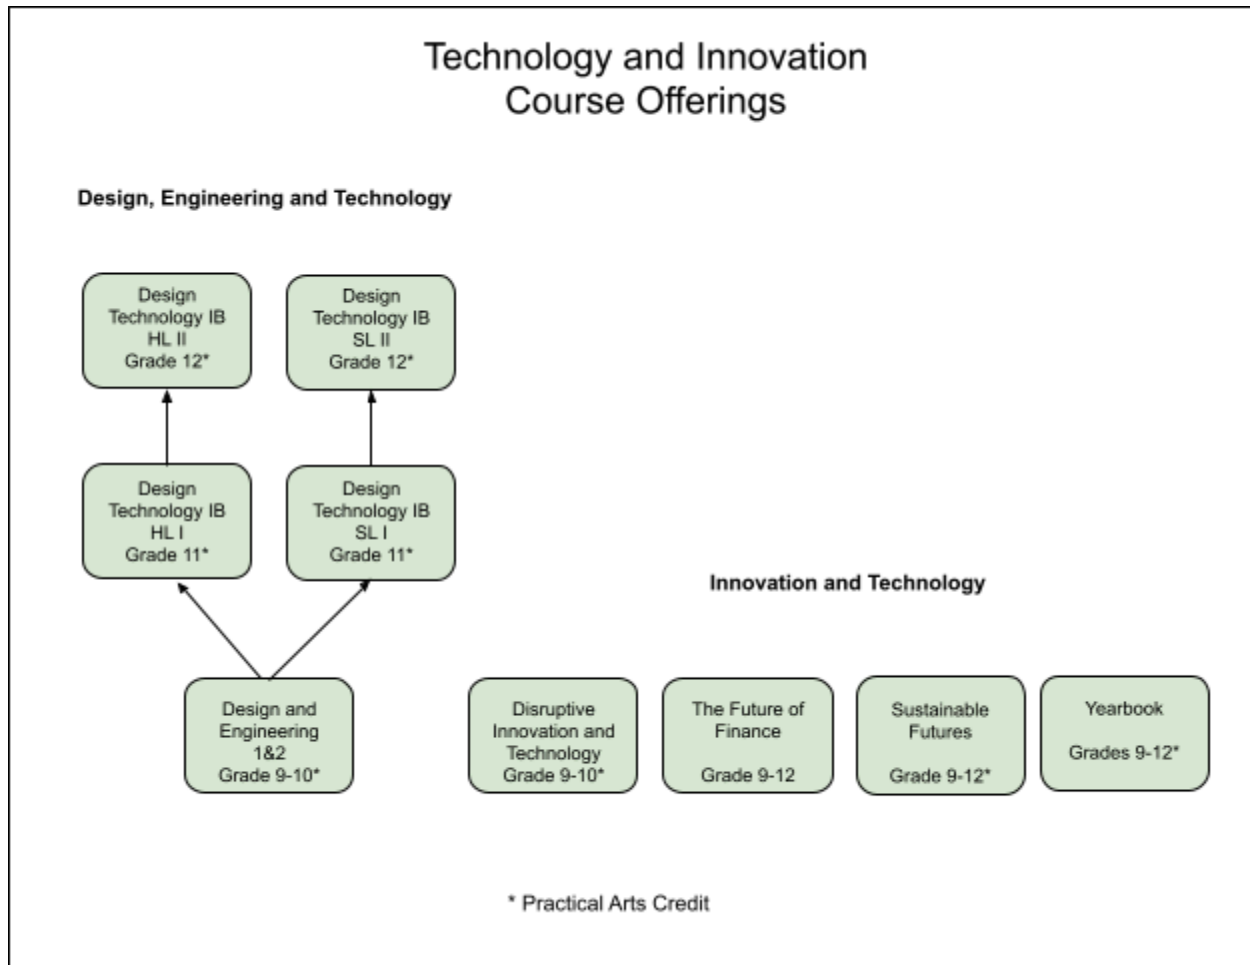 Technology and Innovation
Course Offerings
Design, Engineering and Technology
Design
Technology IB
HL II
Grade 12*
Design
Technology IB
SL II
Grade 12*
Design
Technology IB
HL I
Grade 11*
Design
Technology IB
SL I
Grade 11*
Innovation and Technology
Design and
Engineering
1&2
Grade 9-10*
Disruptive
Innovation and
Technology
Grade 9-10*
The Future of
Finance
Grade 9-12
Sustainable
Futures
Grade 9-12*
Yearbook
Grades 9-12*
* Practical Arts Credit